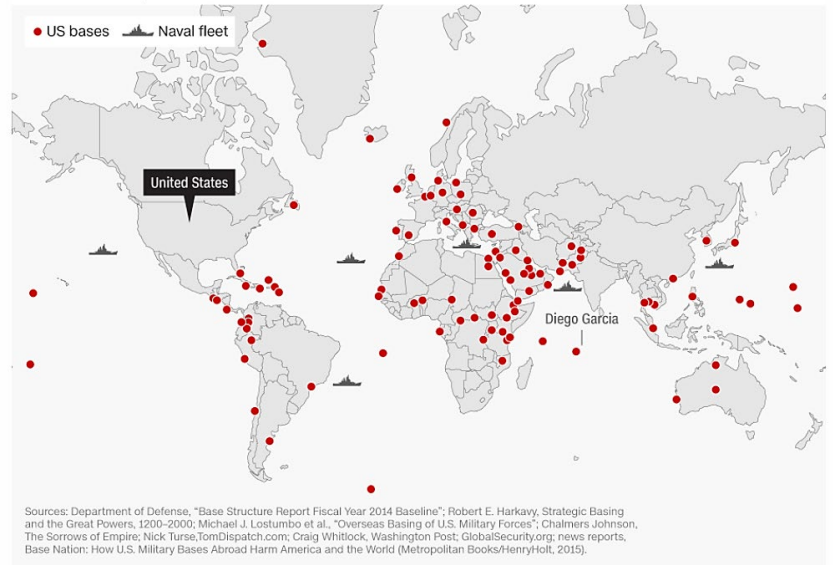 US bases
Naval fleet
United States
Diego Garcia
Sources: Department of Defense, “Base Structure Report Fiscal Year 2014 Baseline”; Robert E. Harkavy, Strategic Basing
and the Great Powers, 1200–2000; Michael J. Lostumbo et al., “Overseas Basing of U.S. Military Forces”; Chalmers Johnson,
The Sorrows of Empire; Nick Turse,TomDispatch.com; Craig Whitlock, Washington Post; GlobalSecurity.org; news reports,
Base Nation: How U.S. Military Bases Abroad Harm America and the World (Metropolitan Books/HenryHolt, 2015).